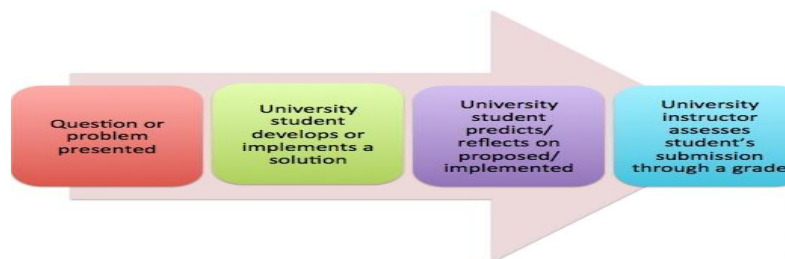 Question or
problem
presented
University
student
develops or
implements a
solution
University
student
predicts/
reflects on
proposed/
implemented
University
instructor
assesses
student's
submission
through a grade